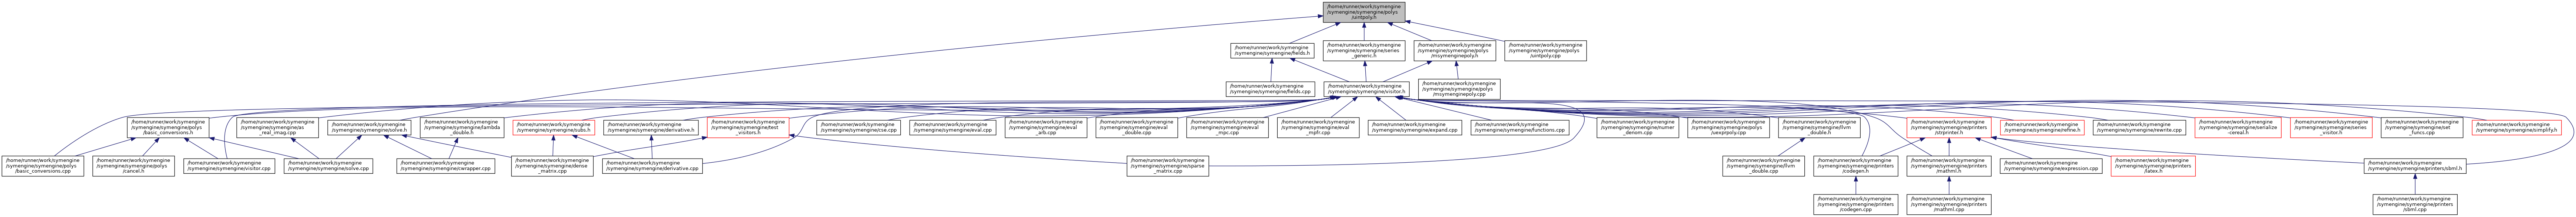 /home/runner/work/symengine
/symengine/symengine/polys
/uintpoly.h
/home/runner/work/symengine
/symengine/symengine/fields.h
/home/runner/work/symengine
/symengine/symengine/series
_generic.h
/home/runner/work/symengine
/symengine/symengine/polys
/msymenginepoly.h
/home/runner/work/symengine
/symengine/symengine/polys
/uintpoly.cpp
/home/runner/work/symengine
/symengine/symengine/fields.cpp
/home/runner/work/symengine
/symengine/symengine/visitor.h
/home/runner/work/symengine
/symengine/symengine/polys
/msymenginepoly.cpp
/home/runner/work/symengine
/symengine/symengine/polys
/basic_conversions.h
/home/runner/work/symengine
/symengine/symengine/as
_real_imag.cpp
/home/runner/work/symengine
/symengine/symengine/solve.h
/home/runner/work/symengine
/symengine/symengine/lambda
_double.h
/home/runner/work/symengine
/symengine/symengine/subs.h
/home/runner/work/symengine
/symengine/symengine/derivative.h
/home/runner/work/symengine
/symengine/symengine/test
_visitors.h
/home/runner/work/symengine
/symengine/symengine/cse.cpp
/home/runner/work/symengine
/symengine/symengine/eval.cpp
/home/runner/work/symengine
/symengine/symengine/eval
_arb.cpp
/home/runner/work/symengine
/symengine/symengine/eval
_double.cpp
/home/runner/work/symengine
/symengine/symengine/eval
_mpc.cpp
/home/runner/work/symengine
/symengine/symengine/eval
_mpfr.cpp
/home/runner/work/symengine
/symengine/symengine/expand.cpp
/home/runner/work/symengine
/symengine/symengine/functions.cpp
/home/runner/work/symengine
/symengine/symengine/numer
_denom.cpp
/home/runner/work/symengine
/symengine/symengine/polys
/uexprpoly.cpp
/home/runner/work/symengine
/symengine/symengine/llvm
_double.h
/home/runner/work/symengine
/symengine/symengine/printers
/strprinter.h
/home/runner/work/symengine
/symengine/symengine/refine.h
/home/runner/work/symengine
/symengine/symengine/rewrite.cpp
/home/runner/work/symengine
/symengine/symengine/serialize
-cereal.h
/home/runner/work/symengine
/symengine/symengine/series
_visitor.h
/home/runner/work/symengine
/symengine/symengine/set
_funcs.cpp
/home/runner/work/symengine
/symengine/symengine/simplify.h
/home/runner/work/symengine
/symengine/symengine/polys
/basic_conversions.cpp
/home/runner/work/symengine
/symengine/symengine/polys
/cancel.h
/home/runner/work/symengine
/symengine/symengine/visitor.cpp
/home/runner/work/symengine
/symengine/symengine/solve.cpp
/home/runner/work/symengine
/symengine/symengine/cwrapper.cpp
/home/runner/work/symengine
/symengine/symengine/dense
_matrix.cpp
/home/runner/work/symengine
/symengine/symengine/derivative.cpp
/home/runner/work/symengine
/symengine/symengine/sparse
_matrix.cpp
/home/runner/work/symengine
/symengine/symengine/llvm
_double.cpp
/home/runner/work/symengine
/symengine/symengine/printers
/codegen.h
/home/runner/work/symengine
/symengine/symengine/printers
/mathml.h
/home/runner/work/symengine
/symengine/symengine/expression.cpp
/home/runner/work/symengine
/symengine/symengine/printers
/latex.h
/home/runner/work/symengine
/symengine/symengine/printers/sbml.h
/home/runner/work/symengine
/symengine/symengine/printers
/codegen.cpp
/home/runner/work/symengine
/symengine/symengine/printers
/mathml.cpp
/home/runner/work/symengine
/symengine/symengine/printers
/sbml.cpp